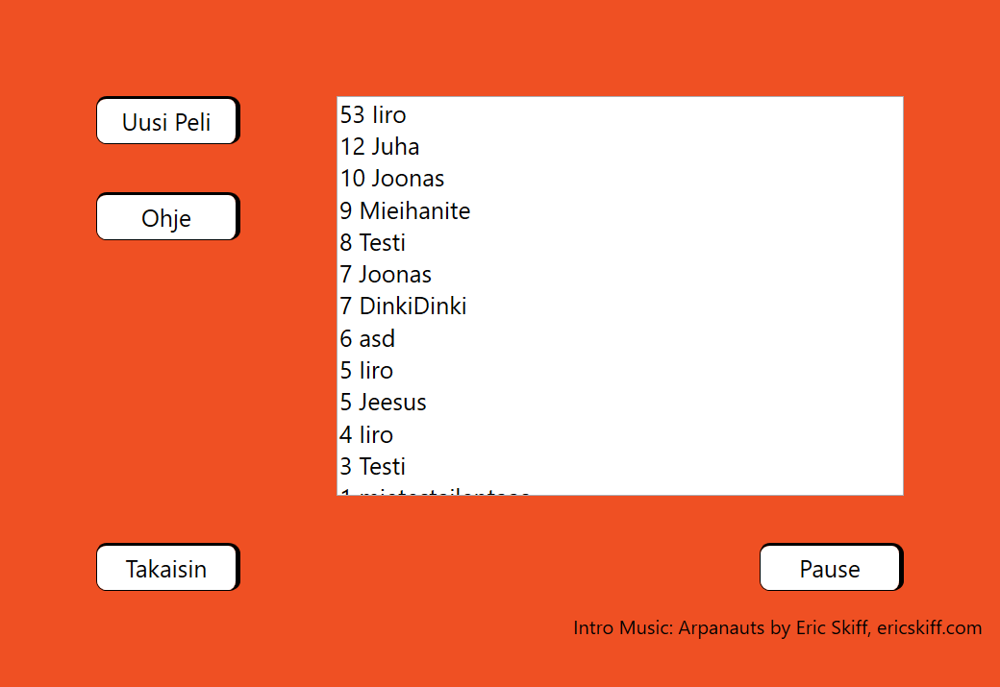 Uusi Peli
Ohje
53 Iiro
12 Juha
10 Joonas
9 Mieihanite
8 Testi
7 Joonas
7 DinkiDinki
6 asd
5 Iiro
5 Jeesus
4 Iiro
3 Testi
1
Takaisin
Pause
Intro Music: Arpanauts by Eric Skiff, ericskiff.com